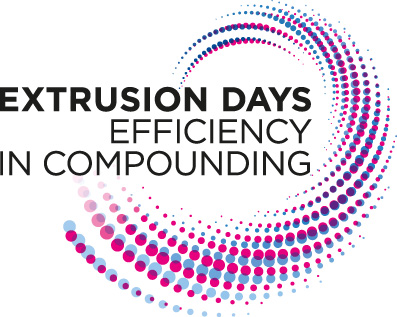 EXTRUSION DAYS
EFFICIENCY
IN COMPOUNDING